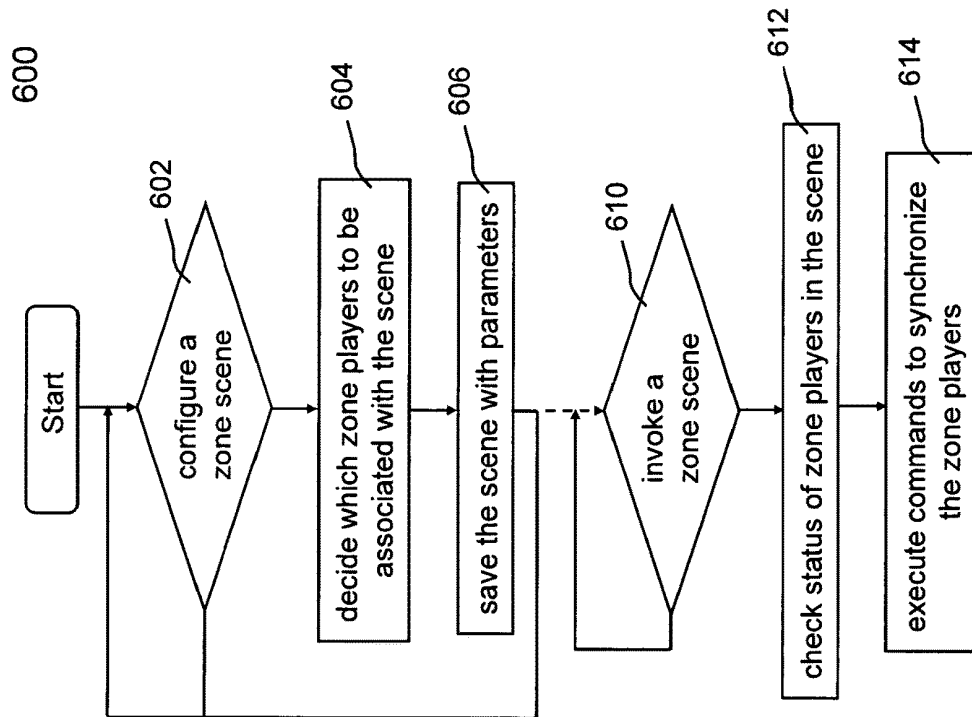 600
Start
602
configure a
zone scene
604
decide which zone players to be
associated with the scene
606
save the scene with parameters
610
invoke a
zone scene
612
check status of zone players in the scene
614
execute commands to synchronize
the zone players